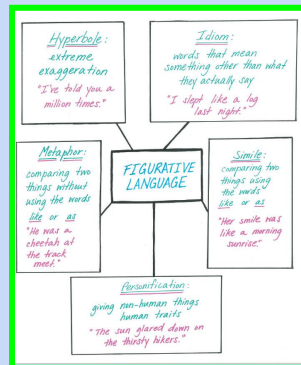 Hyperbole:
extreme
exaggeration
"I've told you a
million times."
Idiom:
words that mean
something other than what
they actually say
"I slept like a log
last night."
Metaphor:
comparing two
things without
using the words
like or as
"He was a
cheetah at
the track
meet."
FIGURATIVE
LANGUAGE
Simile:
comparing two
things using
the words
like or as
"Her smile was
like a morning
sunrise."
Personification:
giving non-human things
human traits
"The sun glared down on
the thirsty hikers."